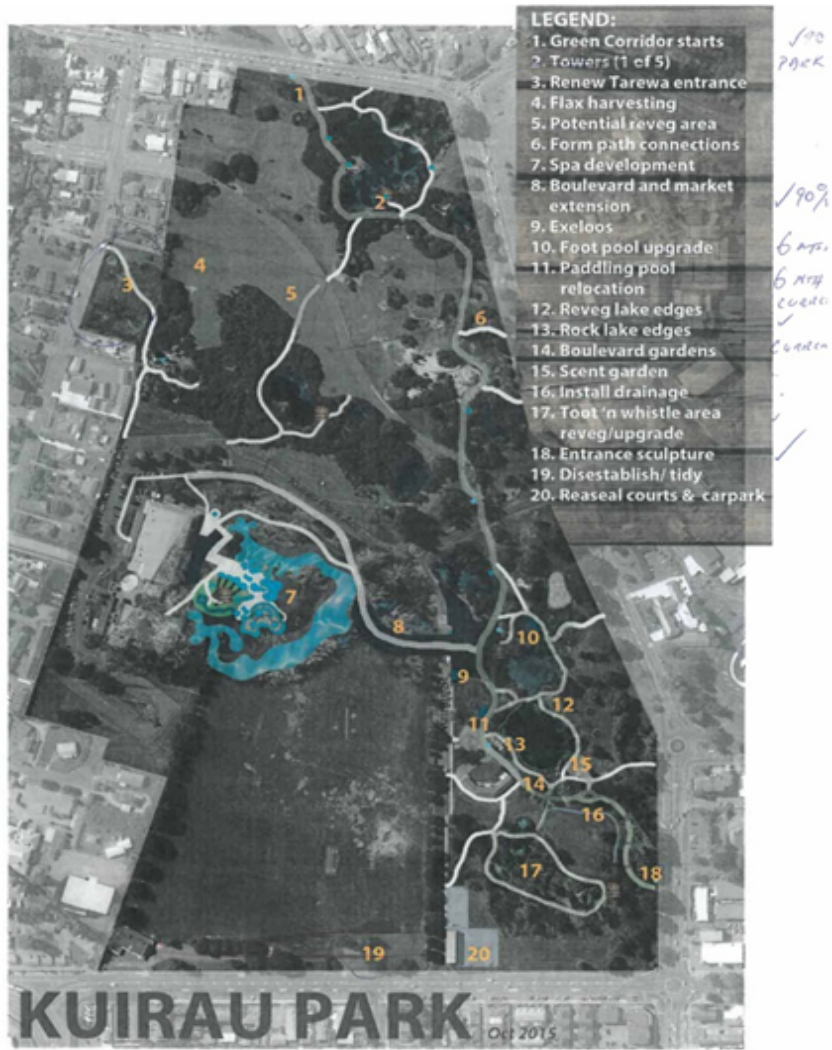 LEGEND:
1. Green Corridor starts
2. Towers (1 of 5)
3. Renew Tarewa entrance
4. Flax harvesting
5. Potential reveg area
6. Form path connections
7. Spa development
8. Boulevard and market
extension
9. Exeloos
10. Foot pool upgrade
11. Paddling pool
relocation
12. Reveg lake edges
13. Rock lake edges
14. Boulevard gardens
15. Scent garden
16. Install drainage
17. Toot 'n whistle area
reveg/upgrade
18. Entrance sculpture
19. Disestablish/ tidy
20. Reaseal courts & carpark
PARK
✓90%
6 MTH
1
2
3
4
5
6
7
8
9
10
11
12
13
14
15
16
17
18
19
20
KUIRAU PARK Oct 2015